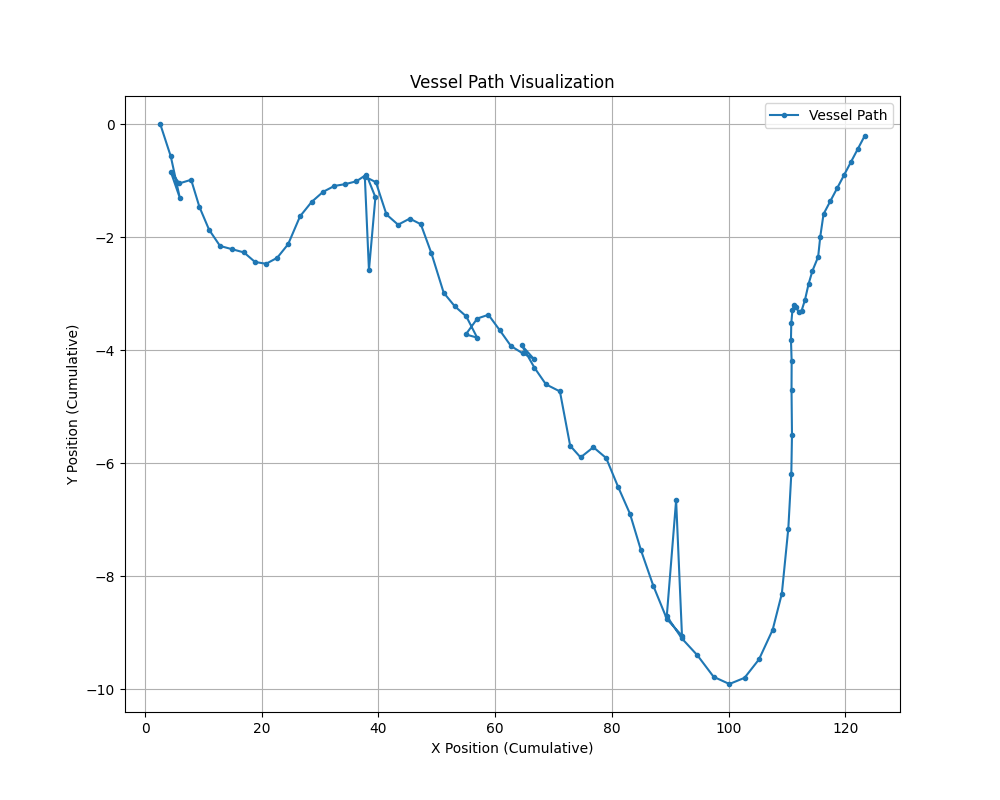 Vessel Path Visualization
Vessel Path
0
−2
−4
−6
−8
−10
Y Position (Cumulative)
0 20 40 60 80 100 120
X Position (Cumulative)